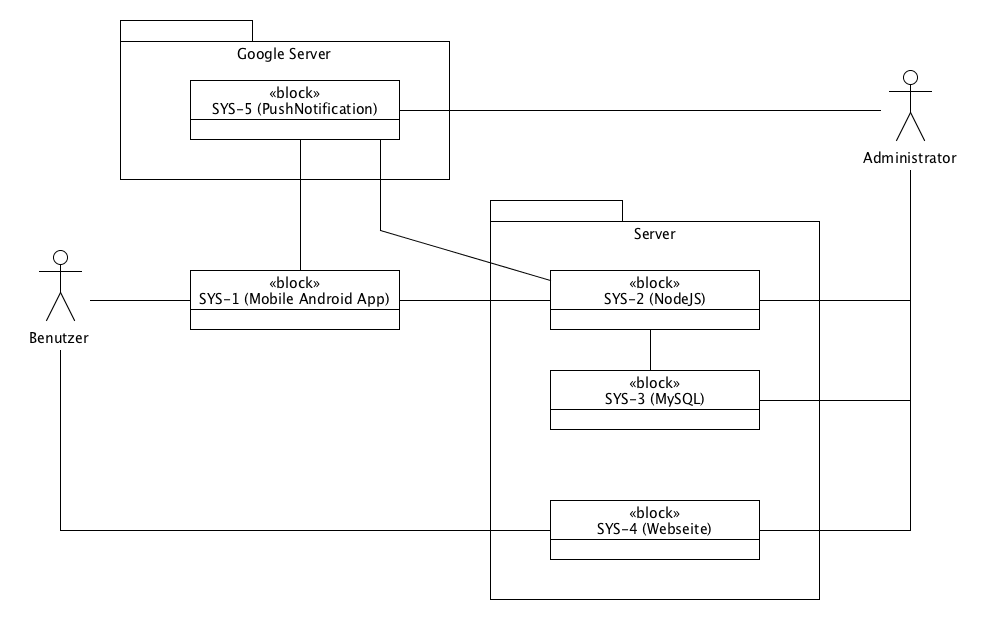 Google Server
«block»
SYS-5 (PushNotification)
Administrator
Server
«block»
SYS-1 (Mobile Android App)
«block»
SYS-2 (NodeJS)
Benutzer
«block»
SYS-3 (MySQL)
«block»
SYS-4 (Webseite)